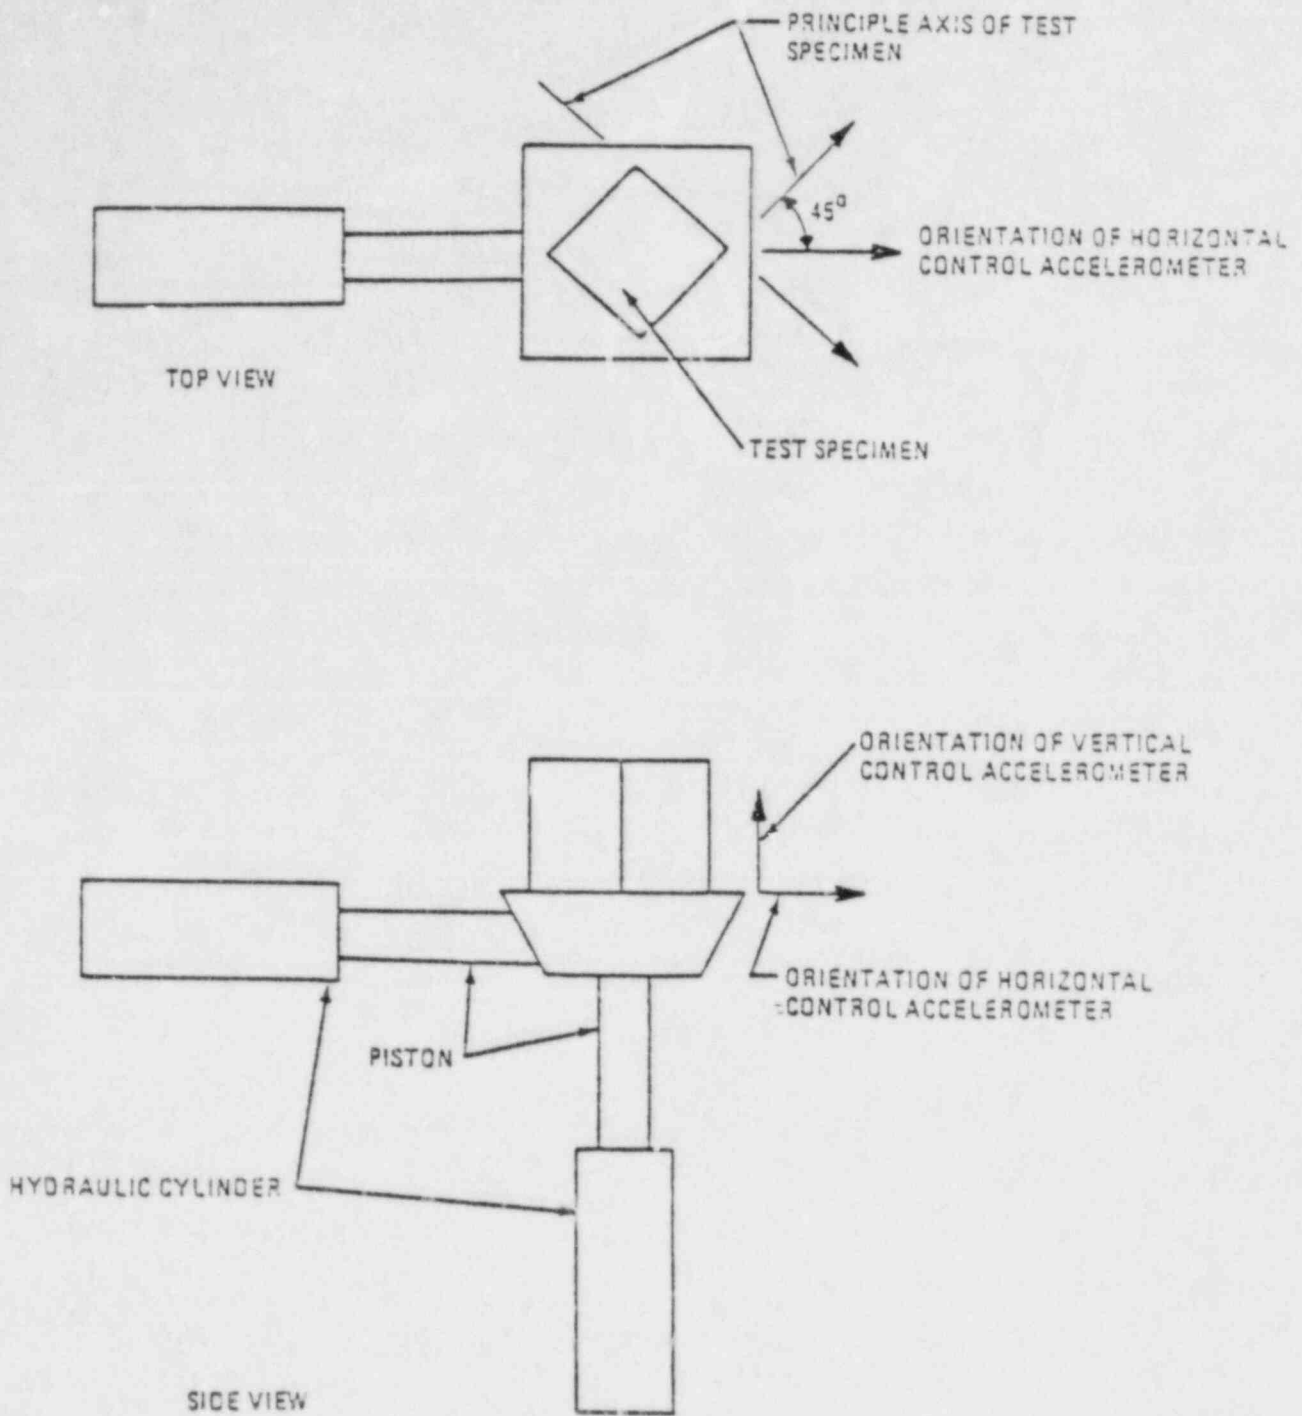 PRINCIPLE AXIS OF TEST
SPECIMEN
45°
ORIENTATION OF HORIZONTAL
CONTROL ACCELEROMETER
TOP VIEW
TEST SPECIMEN
ORIENTATION OF VERTICAL
CONTROL ACCELEROMETER
ORIENTATION OF HORIZONTAL
CONTROL ACCELEROMETER
PISTON
HYDRAULIC CYLINDER
SIDE VIEW